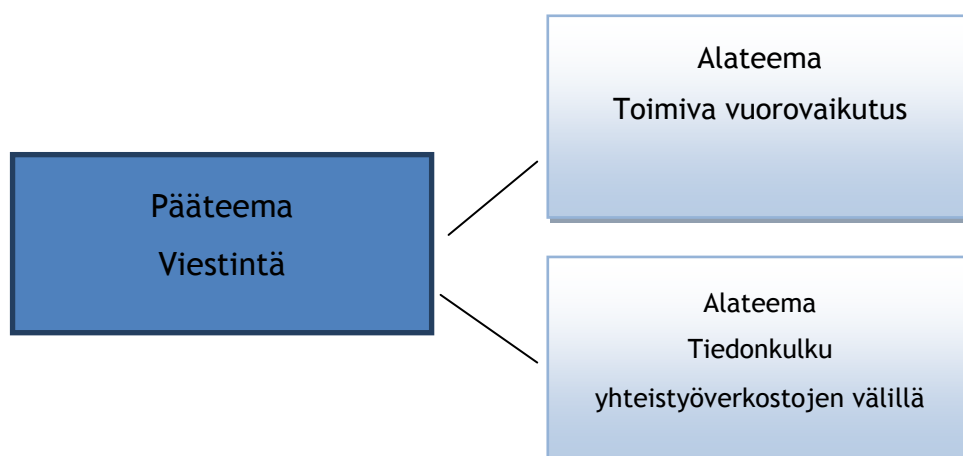 Alateema
Toimiva vuorovaikutus
Pääteema
Viestintä
Alateema
Tiedonkulku
yhteistyöverkostojen välillä